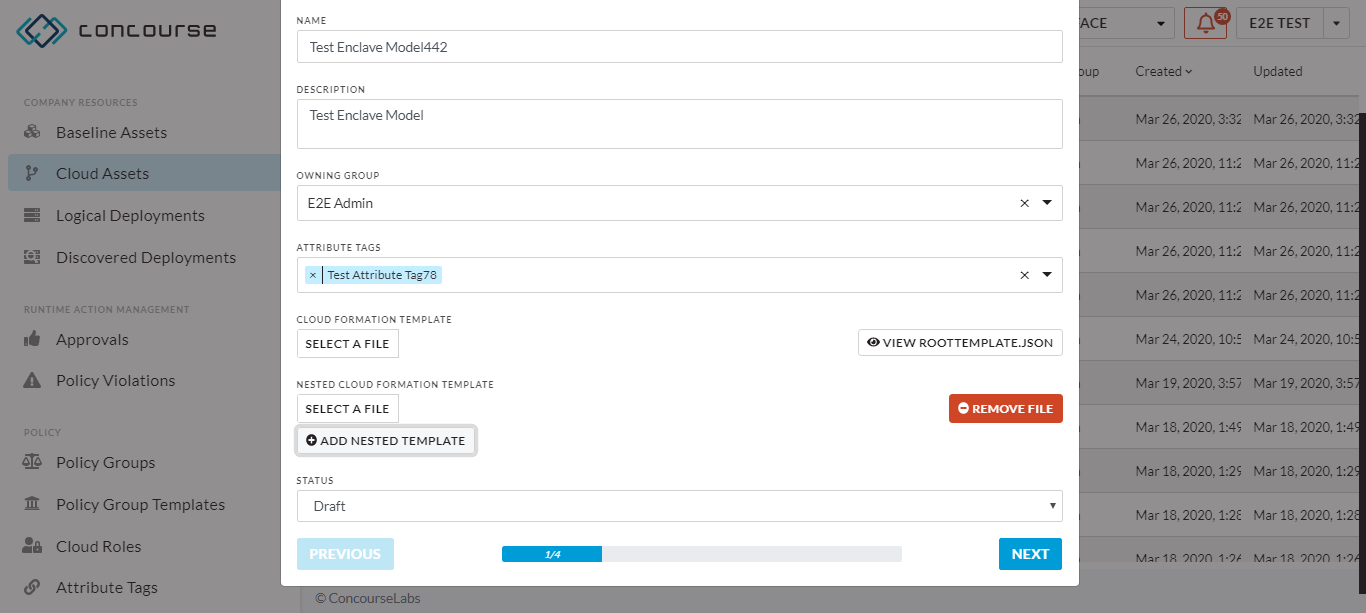 concourse
COMPANY RESOURCES
Baseline Assets
Cloud Assets
Logical Deployments
Discovered Deployments
RUNTIME ACTION MANAGEMENT
Approvals
Policy Violations
POLICY
Policy Groups
Policy Group Templates
Cloud Roles
Attribute Tags
NAME
Test Enclave Model442
DESCRIPTION
Test Enclave Model
OWNING GROUP
E2E Admin
ATTRIBUTE TAGS
× Test Attribute Tag78
CLOUD FORMATION TEMPLATE
SELECT A FILE VIEW ROOTTEMPLATE.JSON
NESTED CLOUD FORMATION TEMPLATE
SELECT A FILE REMOVE FILE
ADD NESTED TEMPLATE
STATUS
Draft
PREVIOUS 1/4 NEXT
© ConcourseLabs
FACE 50 E2E TEST
oup Created Updated
Mar 26, 2020, 3:32 Mar 26, 2020, 3:32
Mar 26, 2020, 11:2 Mar 26, 2020, 11:2
Mar 26, 2020, 11:2 Mar 26, 2020, 11:2
Mar 26, 2020, 11:2 Mar 26, 2020, 11:2
Mar 26, 2020, 11:2 Mar 26, 2020, 11:2
Mar 24, 2020, 10:5 Mar 24, 2020, 10:5
Mar 19, 2020, 3:57 Mar 19, 2020, 3:57
Mar 18, 2020, 1:49 Mar 18, 2020, 1:49
Mar 18, 2020, 1:29 Mar 18, 2020, 1:29
Mar 18, 2020, 1:28 Mar 18, 2020, 1:28
Mar 18, 2020, 1:26 Mar 18, 2020, 1:26